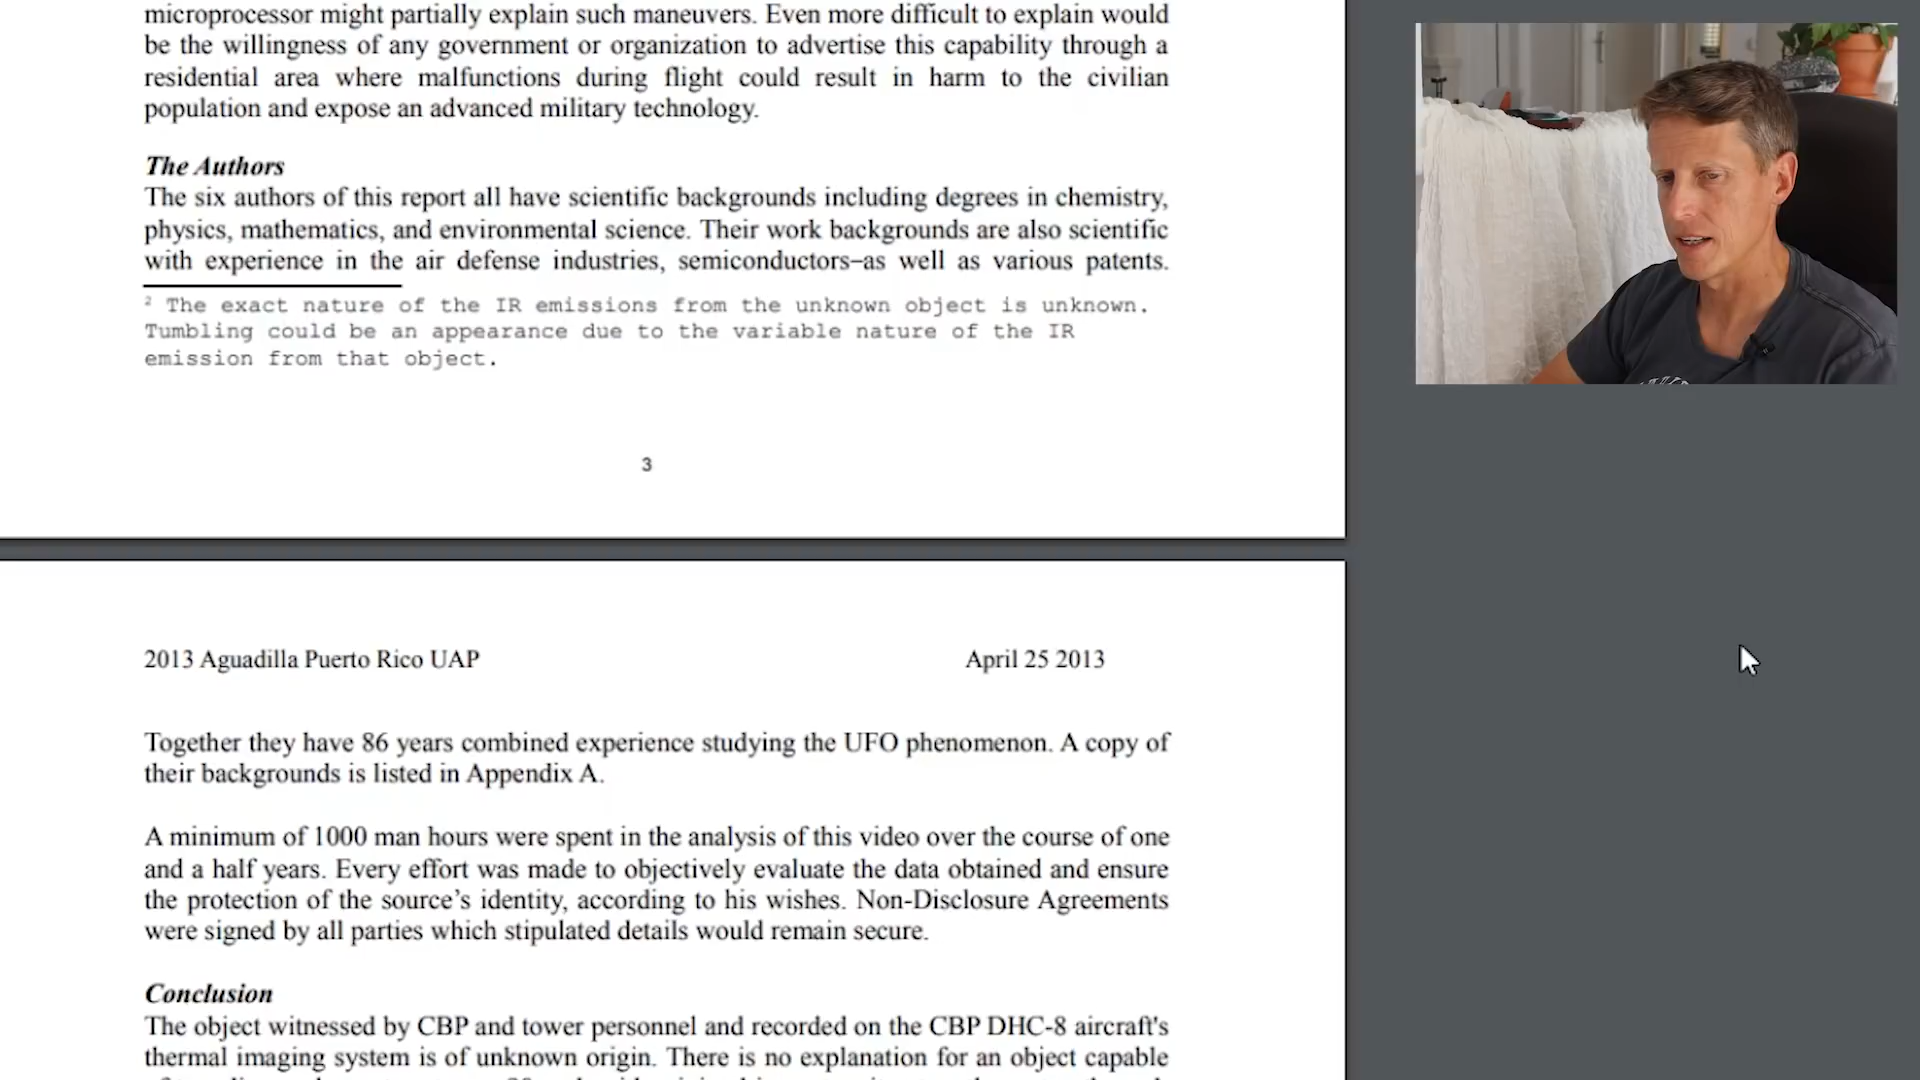 microprocessor might partially explain such maneuvers. Even more difficult to explain would
be the willingness of any government or organization to advertise this capability through a
residential area where malfunctions during flight could result in harm to the civilian
population and expose an advanced military technology.
The Authors
The six authors of this report all have scientific backgrounds including degrees in chemistry,
physics, mathematics, and environmental science. Their work backgrounds are also scientific
with experience in the air defense industries, semiconductors–as well as various patents.
2 The exact nature of the IR emissions from the unknown object is unknown.
Tumbling could be an appearance due to the variable nature of the IR
emission from that object.
3
2013 Aguadilla Puerto Rico UAP April 25 2013
Together they have 86 years combined experience studying the UFO phenomenon. A copy of
their backgrounds is listed in Appendix A.
A minimum of 1000 man hours were spent in the analysis of this video over the course of one
and a half years. Every effort was made to objectively evaluate the data obtained and ensure
the protection of the source’s identity, according to his wishes. Non-Disclosure Agreements
were signed by all parties which stipulated details would remain secure.
Conclusion
The object witnessed by CBP and tower personnel and recorded on the CBP DHC-8 aircraft's
thermal imaging system is of unknown origin. There is no explanation for an object capable